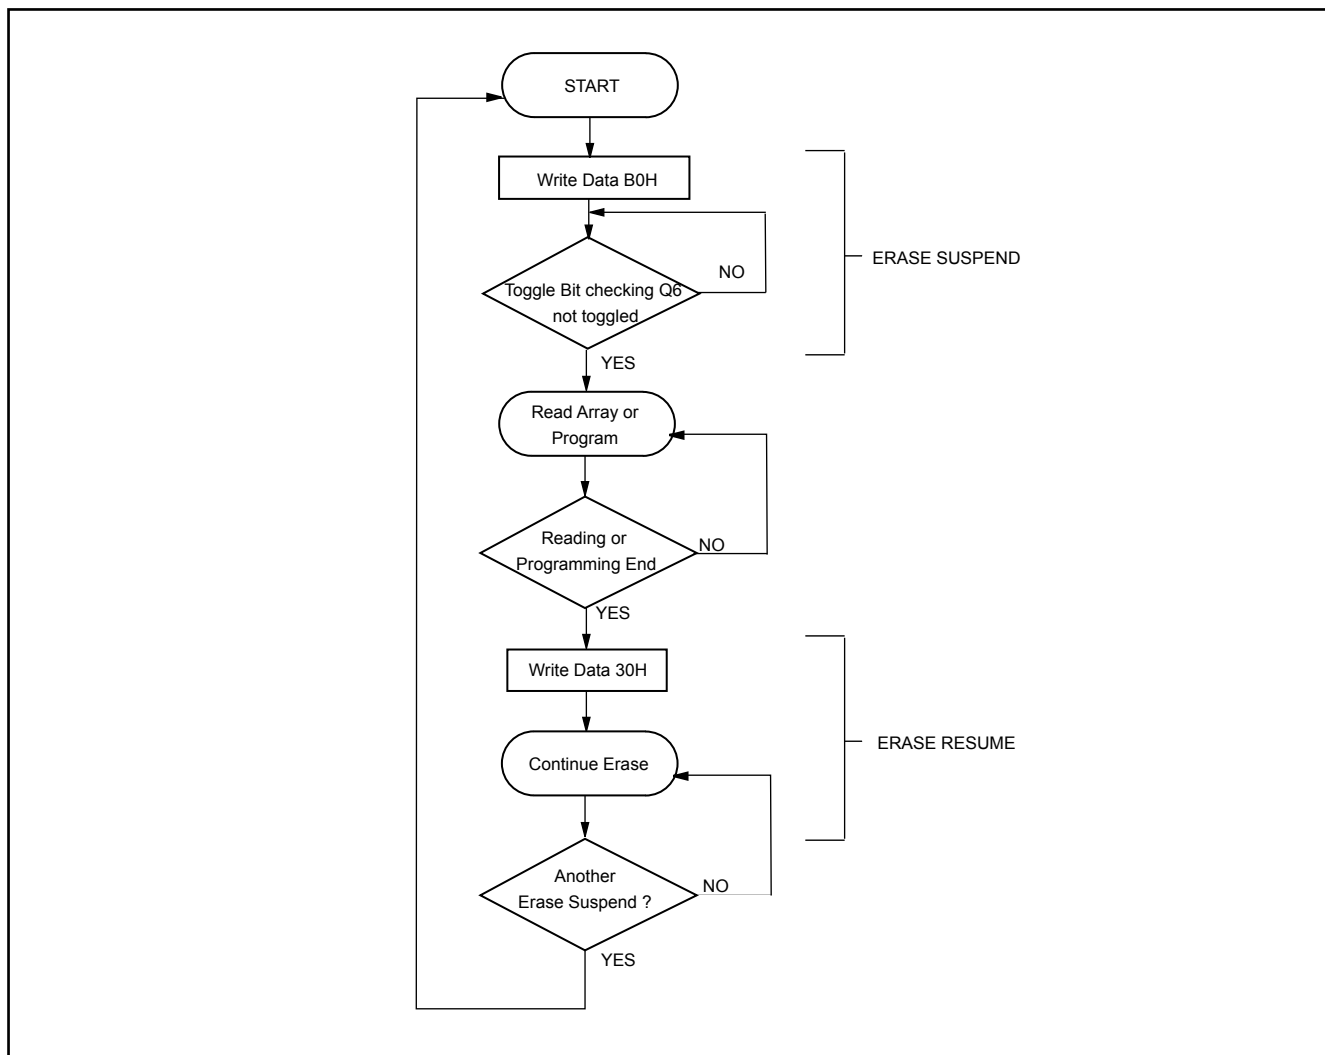 START
Write Data B0H
ERASE SUSPEND
NO
Toggle Bit checking Q6
not toggled
YES
Read Array or
Program
Reading or
NO
Programming End
YES
Write Data 30H
ERASE RESUME
Continue Erase
Another
NO
Erase Suspend ?
YES